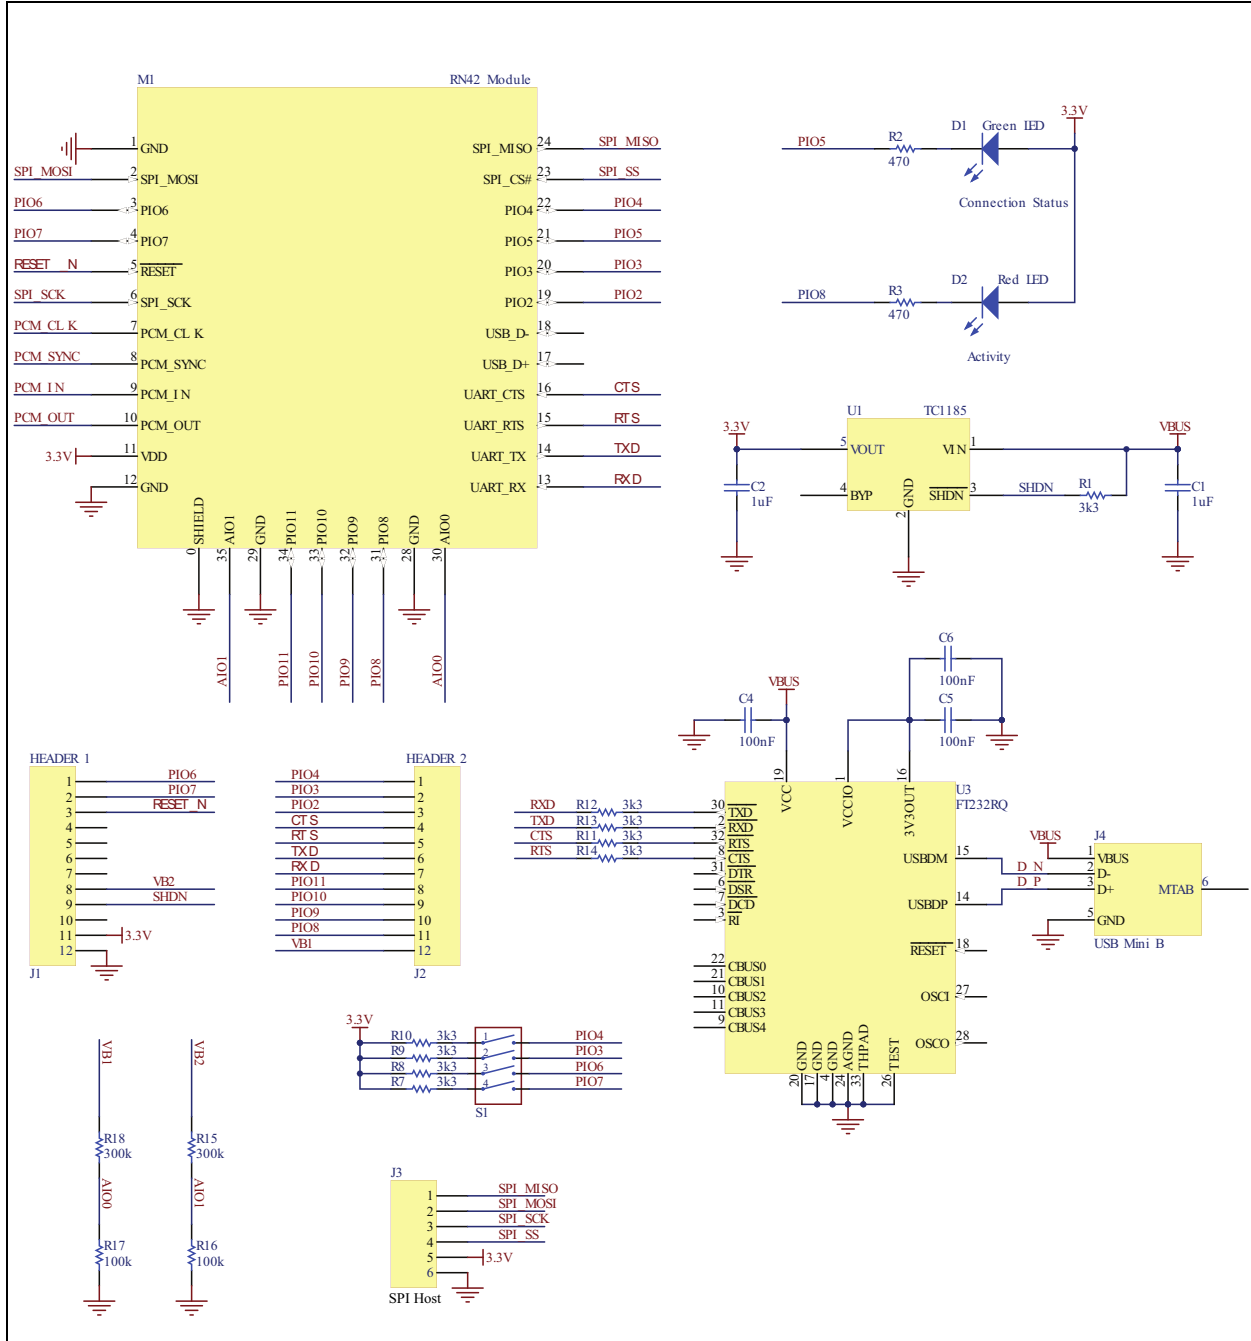 M1 RN42 Module
1 GND
SPI_MOSI 2 SPI_MOSI
PIO6 3 PIO6
PIO7 4 PIO7
RESET_N 5 RESET
SPI_SCK 6 SPI_SCK
PCM_CLK 7 PCM_CLK
PCM_SYNC 8 PCM_SYNC
PCM_IN 9 PCM_IN
PCM_OUT 10 PCM_OUT
3.3V 11 VDD
12 GND
SPI_MISO 24 SPI_MISO
SPI_CS# 23 SPI_SS
PIO4 22 PIO4
PIO5 21 PIO5
PIO3 20 PIO3
PIO2 19 PIO2
USB_D- 18
USB_D+ 17
UART_CTS 16 CTS
UART_RTS 15 RTS
UART_TX 14 TXD
UART_RX 13 RXD
0 SHIELD
35 AIO1 AIO1
29 GND
34 PIO11 PIO11
33 PIO10 PIO10
32 PIO9 PIO9
31 PIO8 PIO8
28 GND
30 AIO0 AIO0
3.3V
PIO5 R2 470 D1 Green LED
Connection Status
PIO8 R3 470 D2 Red LED
Activity
U1 TC1185
3.3V 5 VOUT VIN 1 VBUS
4 BYP GND 2 SHDN 3 SHDN R1 3k3
C2 1uF
C1 1uF
C6 100nF
C5 100nF
C4 100nF
VBUS
19 VCC
1 VCCIO
16 3V3OUT
U3
FT232RQ
RXD R12 3k3 30 TXD
TXD R13 3k3 2 RXD
CTS R11 3k3 32 RTS
RTS R14 3k3 8 CTS
31 DTR
6 DSR
7 DCD
3 RI
22 CBUS0
21 CBUS1
10 CBUS2
11 CBUS3
9 CBUS4
USBDM 15 D_N
USBDP 14 D_P
RESET 18
OSCI 27
OSCO 28
20 GND
17 GND
4 GND
24 AGND
33 THPAD
26 TEST
J4
VBUS 1 VBUS
2 D-
3 D+
5 GND
MTAB 6
USB Mini B
HEADER 1
1 PIO6
2 PIO7
3 RESET_N
4
5
6
7
8 VB2
9 SHDN
10
11 3.3V
12
J1
HEADER 2
PIO4 1
PIO3 2
PIO2 3
CTS 4
RTS 5
TXD 6
RXD 7
PIO11 8
PIO10 9
PIO9 10
PIO8 11
VB1 12
J2
3.3V
R10 3k3 1 PIO4
R9 3k3 2 PIO3
R8 3k3 3 PIO6
R7 3k3 4 PIO7
S1
VB1
R18
300k
AIO0
R17
100k
VB2
R15
300k
AIO1
R16
100k
J3
1 SPI_MISO
2 SPI_MOSI
3 SPI_SCK
4 SPI_SS
5 3.3V
6
SPI Host